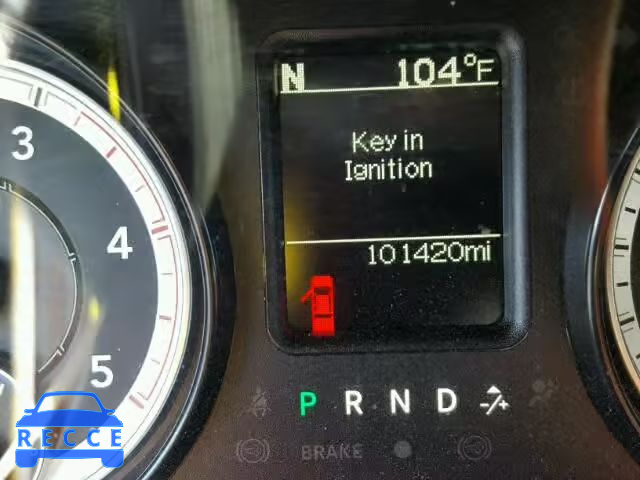 N 104°F
Key in
Ignition
101420mi
3
4
5
P R N D -/+
BRAKE
RECCE